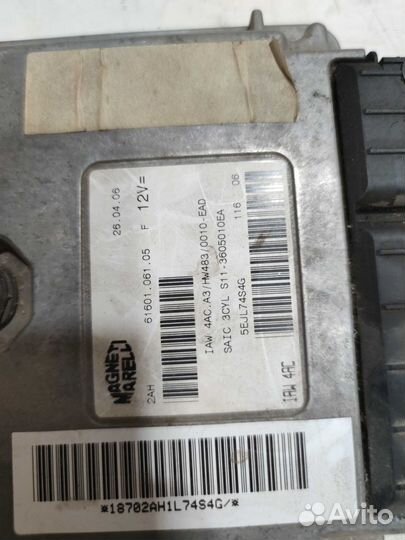 MAGNETI
MARELLI
2AH
61601.061.05 F 12V=
26.04.06
IAW 4AC.A3/HW483/0010-EAD
SAIC 3CYL S11-3605010EA
5EJL74S4G 116 06
IAW 4AC
*18702AH1L74S4G/*
Avito